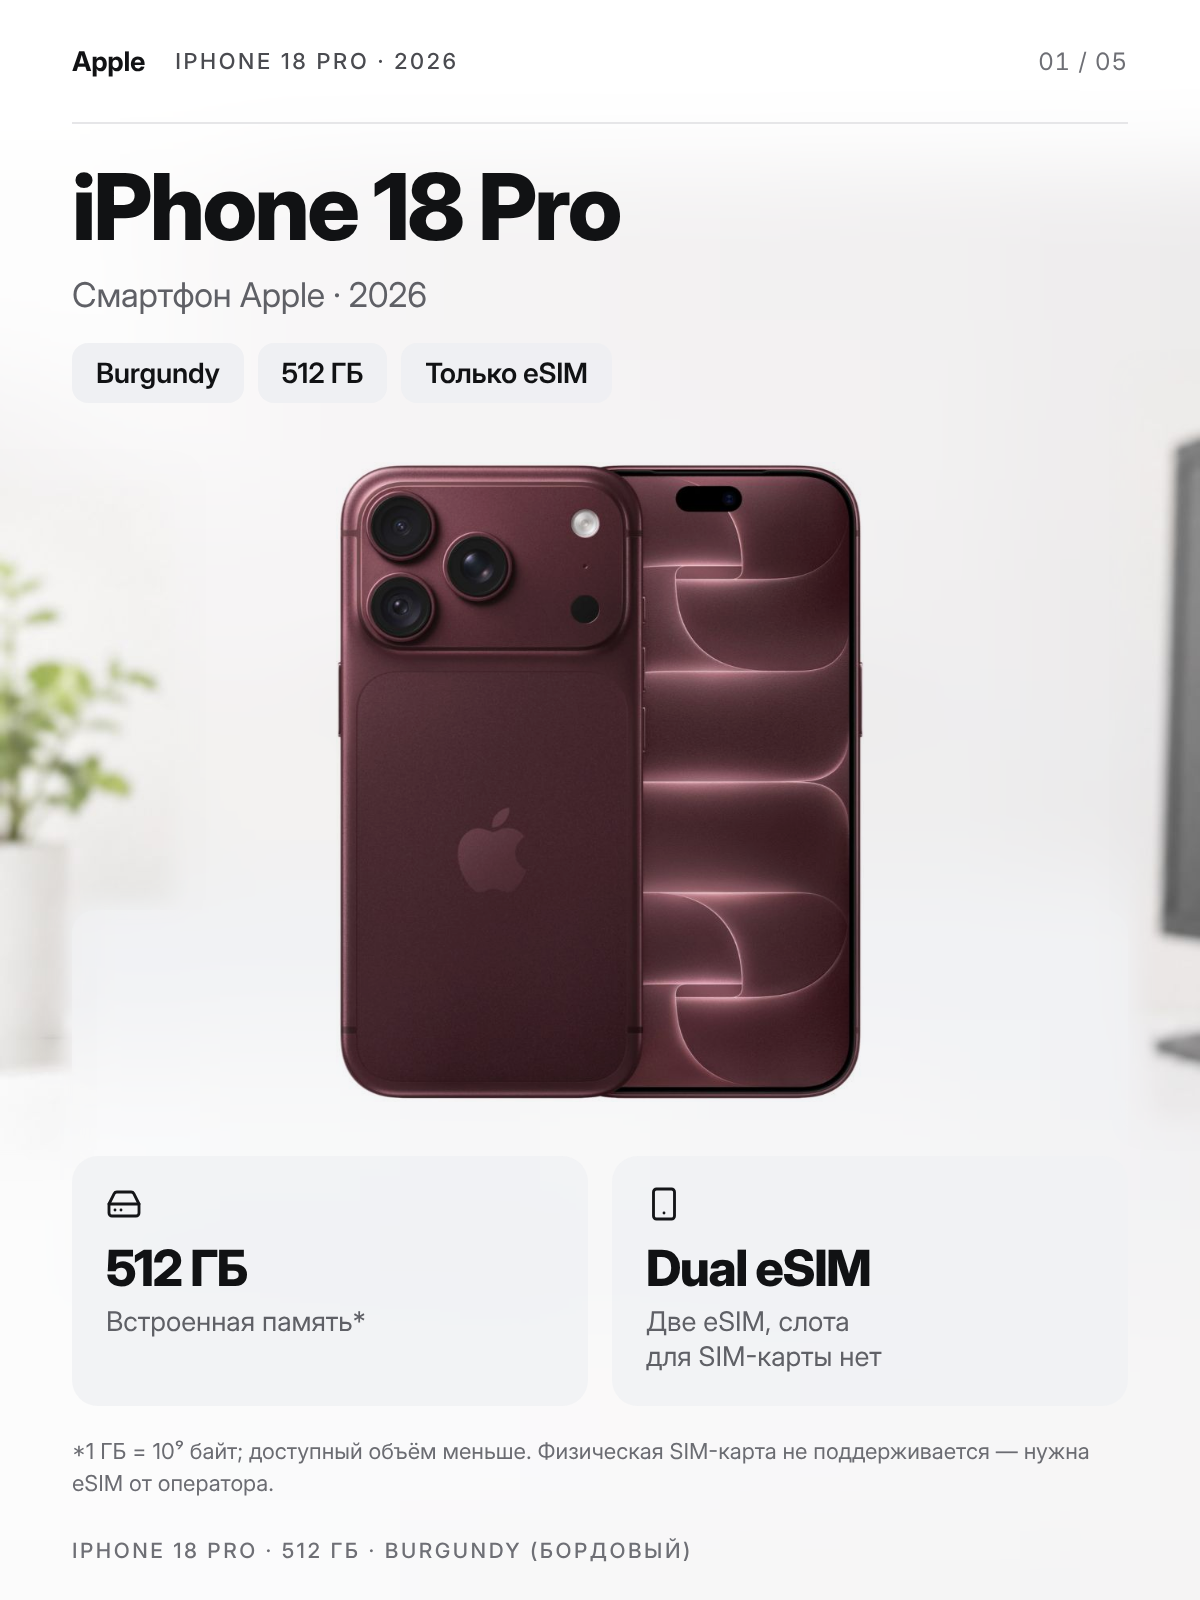 Apple IPHONE 18 PRO · 2026 01 / 05
iPhone 18 Pro
Смартфон Apple · 2026
Burgundy 512 ГБ Только eSIM
512 ГБ
Встроенная память*
Dual eSIM
Две eSIM, слота
для SIM-карты нет
*1 ГБ = 10⁹ байт; доступный объём меньше. Физическая SIM-карта не поддерживается — нужна
eSIM от оператора.
IPHONE 18 PRO · 512 ГБ · BURGUNDY (БОРДОВЫЙ)